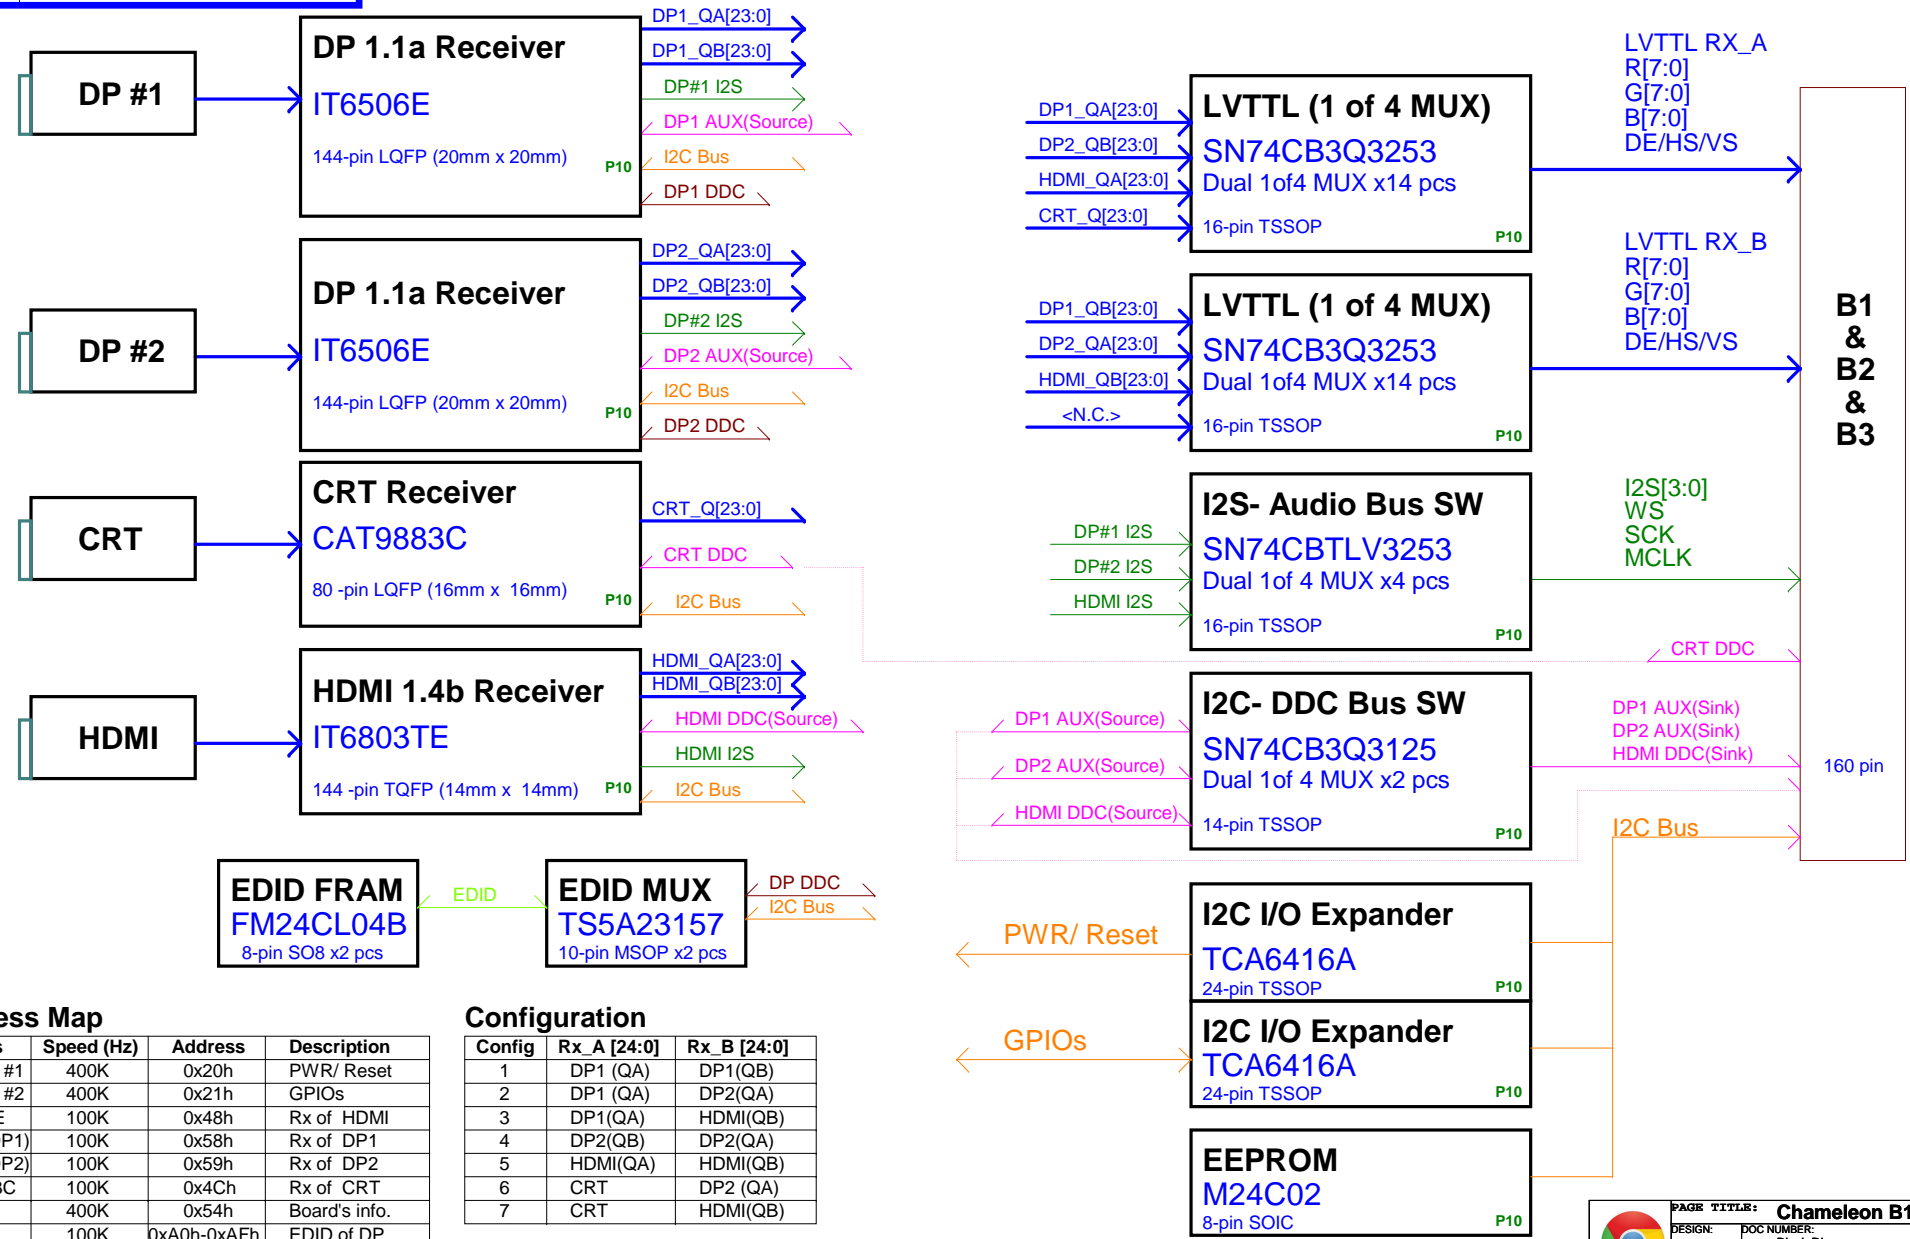 DP #1
DP 1.1a Receiver
IT6506E
144-pin LQFP (20mm x 20mm)
P10
DP1_QA[23:0]
DP1_QB[23:0]
DP#1 I2S
DP1 AUX(Source)
I2C Bus
DP1 DDC
DP #2
DP 1.1a Receiver
IT6506E
144-pin LQFP (20mm x 20mm)
P10
DP2_QA[23:0]
DP2_QB[23:0]
DP#2 I2S
DP2 AUX(Source)
I2C Bus
DP2 DDC
CRT
CRT Receiver
CAT9883C
80 -pin LQFP (16mm x 16mm)
P10
CRT_Q[23:0]
CRT DDC
I2C Bus
HDMI
HDMI 1.4b Receiver
IT6803TE
144 -pin TQFP (14mm x 14mm)
P10
HDMI_QA[23:0]
HDMI_QB[23:0]
HDMI DDC(Source)
HDMI I2S
I2C Bus
EDID FRAM
FM24CL04B
8-pin SO8 x2 pcs
EDID
EDID MUX
TS5A23157
10-pin MSOP x2 pcs
DP DDC
I2C Bus
DP1_QA[23:0]
DP2_QB[23:0]
HDMI_QA[23:0]
CRT_Q[23:0]
LVTTL (1 of 4 MUX)
SN74CB3Q3253
Dual 1of4 MUX x14 pcs
16-pin TSSOP
P10
LVTTL RX_A
R[7:0]
G[7:0]
B[7:0]
DE/HS/VS
DP1_QB[23:0]
DP2_QA[23:0]
HDMI_QB[23:0]
<N.C.>
LVTTL (1 of 4 MUX)
SN74CB3Q3253
Dual 1of4 MUX x14 pcs
16-pin TSSOP
P10
LVTTL RX_B
R[7:0]
G[7:0]
B[7:0]
DE/HS/VS
DP#1 I2S
DP#2 I2S
HDMI I2S
I2S- Audio Bus SW
SN74CBTLV3253
Dual 1of 4 MUX x4 pcs
16-pin TSSOP
P10
I2S[3:0]
WS
SCK
MCLK
CRT DDC
DP1 AUX(Source)
DP2 AUX(Source)
HDMI DDC(Source)
I2C- DDC Bus SW
SN74CB3Q3125
Dual 1of 4 MUX x2 pcs
14-pin TSSOP
P10
DP1 AUX(Sink)
DP2 AUX(Sink)
HDMI DDC(Sink)
I2C Bus
B1
&
B2
&
B3
160 pin
PWR/ Reset
I2C I/O Expander
TCA6416A
24-pin TSSOP
P10
GPIOs
I2C I/O Expander
TCA6416A
24-pin TSSOP
P10
EEPROM
M24C02
8-pin SOIC
P10
ess Map
s Speed (Hz) Address Description
#1 400K 0x20h PWR/ Reset
#2 400K 0x21h GPIOs
E 100K 0x48h Rx of HDMI
P1) 100K 0x58h Rx of DP1
P2) 100K 0x59h Rx of DP2
3C 100K 0x4Ch Rx of CRT
400K 0x54h Board's info.
100K 0xA0h-0xAFh EDID of DP
Configuration
Config Rx_A [24:0] Rx_B [24:0]
1 DP1 (QA) DP1(QB)
2 DP1 (QA) DP2(QA)
3 DP1(QA) HDMI(QB)
4 DP2(QB) DP2(QA)
5 HDMI(QA) HDMI(QB)
6 CRT DP2 (QA)
7 CRT HDMI(QB)
PAGE TITLE: Chameleon B1
DESIGN: DOC NUMBER: